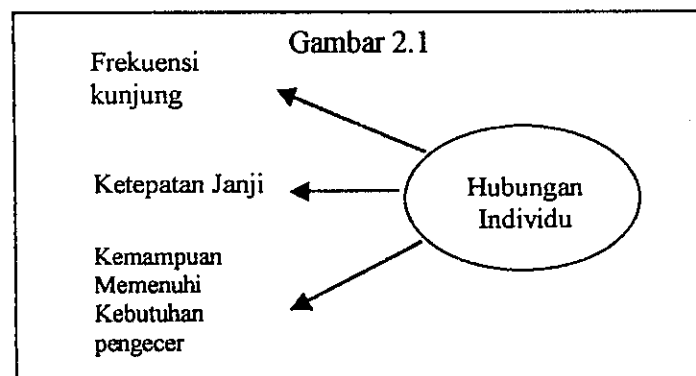 Gambar 2.1
Frekuensi
kunjung
Ketepatan Janji
Hubungan
Individu
Kemampuan
Memenuhi
Kebutuhan
pengecer